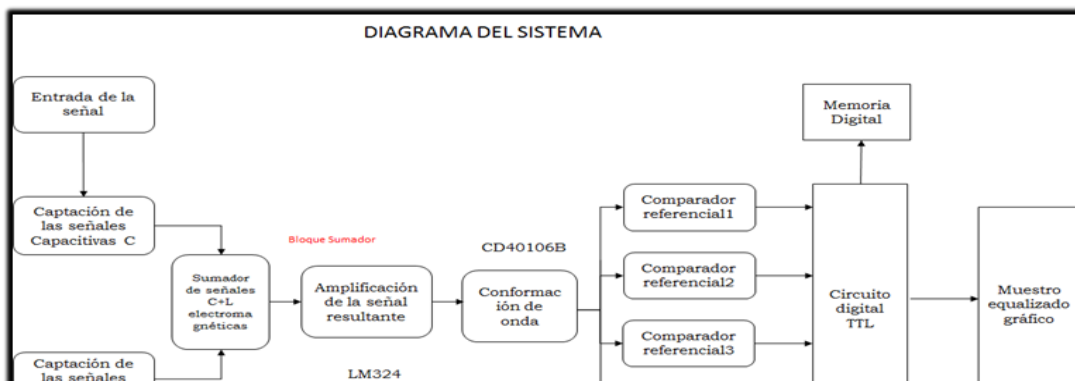 DIAGRAMA DEL SISTEMA
Entrada de la
señal
Memoria
Digital
Captación de
las señales
Capacitivas C
Comparador
referencial1
Bloque Sumador
CD40106B
Sumador
de señales
C+L
electroma
gnéticas
Amplificación
de la señal
resultante
Conformac
ión de
onda
Comparador
referencial2
Circuito
digital
TTL
Muestro
equalizado
gráfico
Comparador
referencial3
Captación de
las señales
LM324